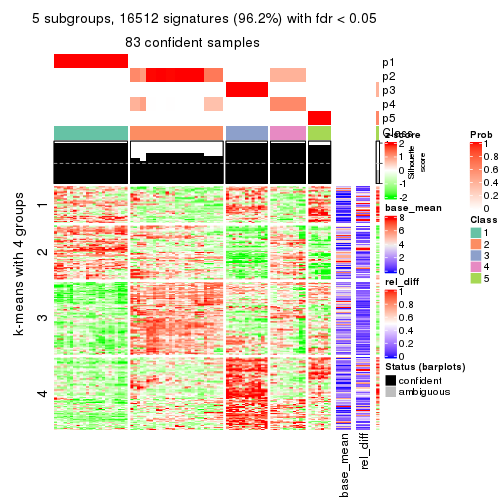 5 subgroups, 16512 signatures (96.2%) with fdr < 0.05
83 confident samples
p1
p2
p3
p4
p5
Class
Silhouette
score
k-means with 4 groups
1
2
3
4
base_mean
rel_diff
z-score
2
1
0
-1
-2
base_mean
8
6
4
2
0
rel_diff
1
0.8
0.6
0.4
0.2
0
Status (barplots)
confident
ambiguous
Prob
1
0.8
0.6
0.4
0.2
0
Class
1
2
3
4
5